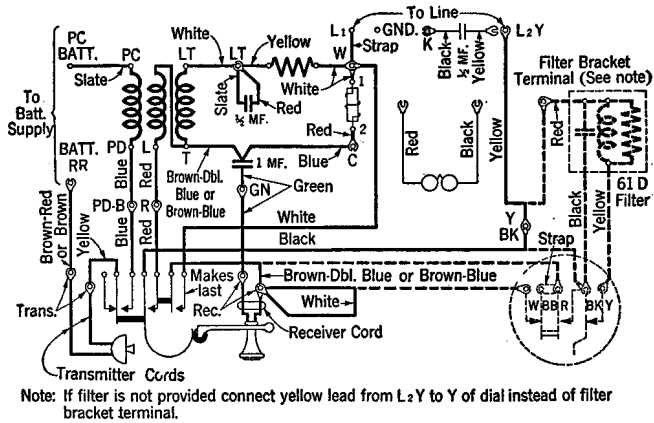 To Line
PC
BATT.
PC
LT
White
LT
Yellow
L1
GND.
K
L2Y
Strap
W
Slate
White
1
Slate
Red
½ MF.
Black
½ MF.
Yellow
Filter Bracket
Terminal (See note)
To
Batt.
Supply
Red
2
Red
Black
Yellow
Red
BATT.
RR
PD
L
T
1 MF.
Blue
C
Brown-Dbl.
Blue or
Brown-Blue
61 D
Filter
Blue
Red
GN
Green
Black
Yellow
PD-B
R
Brown-Red
or Brown
Yellow
Blue
Red
White
Black
Y
BK
Strap
Makes
last
Brown-Dbl. Blue or Brown-Blue
Trans.
Rec.
White
W
BB
R
BK
Y
Receiver Cord
Transmitter Cords
Note: If filter is not provided connect yellow lead from L2Y to Y of dial instead of filter
bracket terminal.